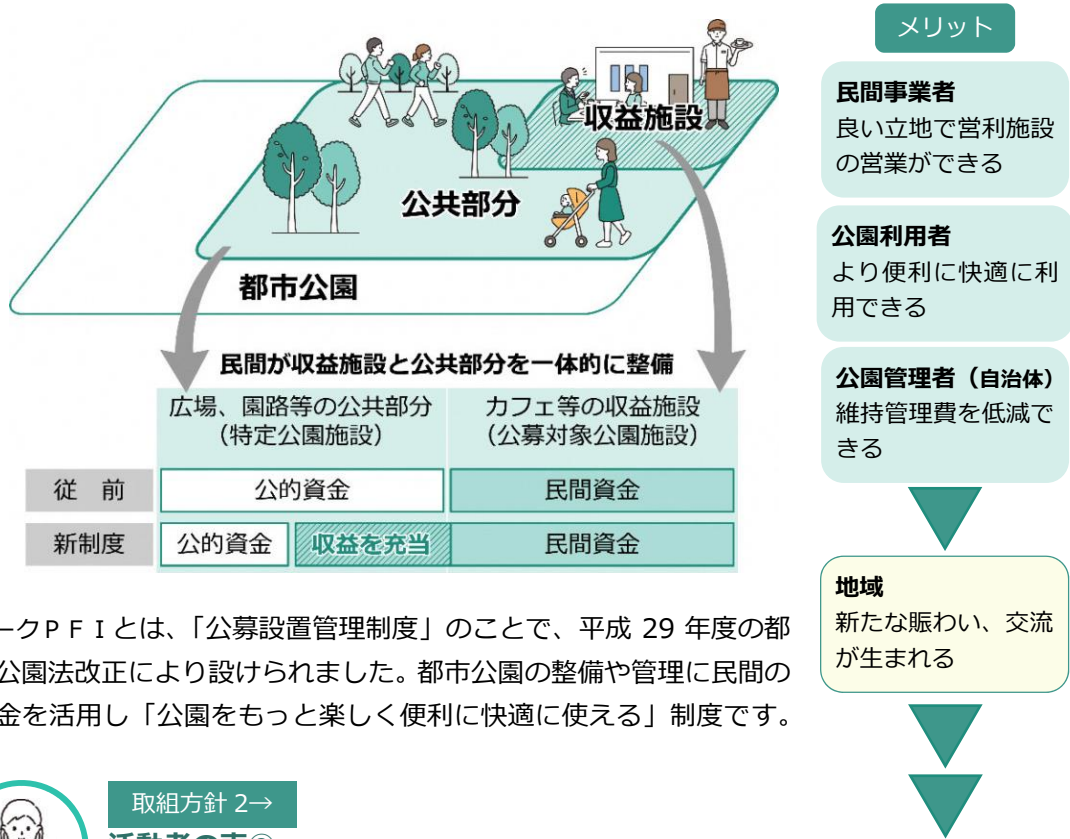 収益施設
公共部分
都市公園
民間が収益施設と公共部分を一体的に整備
広場、園路等の公共部分
（特定公園施設）
カフェ等の収益施設
（公募対象公園施設）
従 前
公的資金
民間資金
新制度
公的資金
収益を充当
民間資金
メリット
民間事業者
良い立地で営利施設
の営業ができる
公園利用者
より便利に快適に利
用できる
公園管理者（自治体）
維持管理費を低減で
きる
地域
新たな賑わい、交流
が生まれる
ークＰＦＩとは、「公募設置管理制度」のことで、平成 29 年度の都
公園法改正により設けられました。都市公園の整備や管理に民間の
金を活用し「公園をもっと楽しく便利に快適に使える」制度です。
取組方針 2→